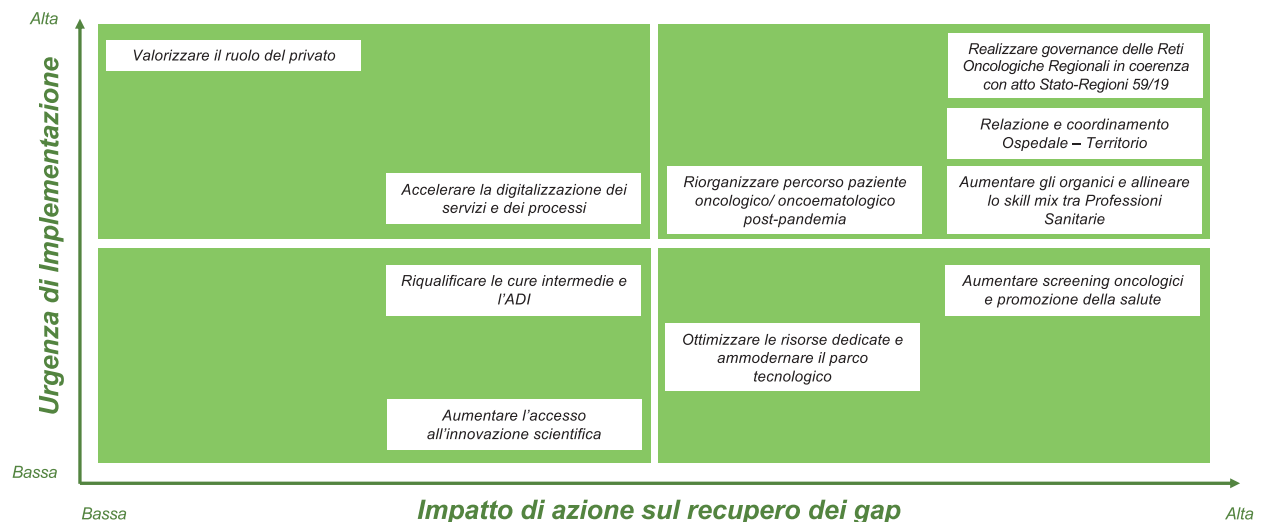 Alta
Urgenza di Implementazione
Valorizzare il ruolo del privato
Accelerare la digitalizzazione dei
servizi e dei processi
Realizzare governance delle Reti
Oncologiche Regionali in coerenza
con atto Stato-Regioni 59/19
Relazione e coordinamento
Ospedale – Territorio
Riorganizzare percorso paziente
oncologico/ oncoematologico
post-pandemia
Aumentare gli organici e allineare
lo skill mix tra Professioni
Sanitarie
Riqualificare le cure intermedie e
l’ADI
Aumentare l’accesso
all’innovazione scientifica
Aumentare screening oncologici
e promozione della salute
Ottimizzare le risorse dedicate e
ammodernare il parco
tecnologico
Bassa
Bassa
Impatto di azione sul recupero dei gap
Alta